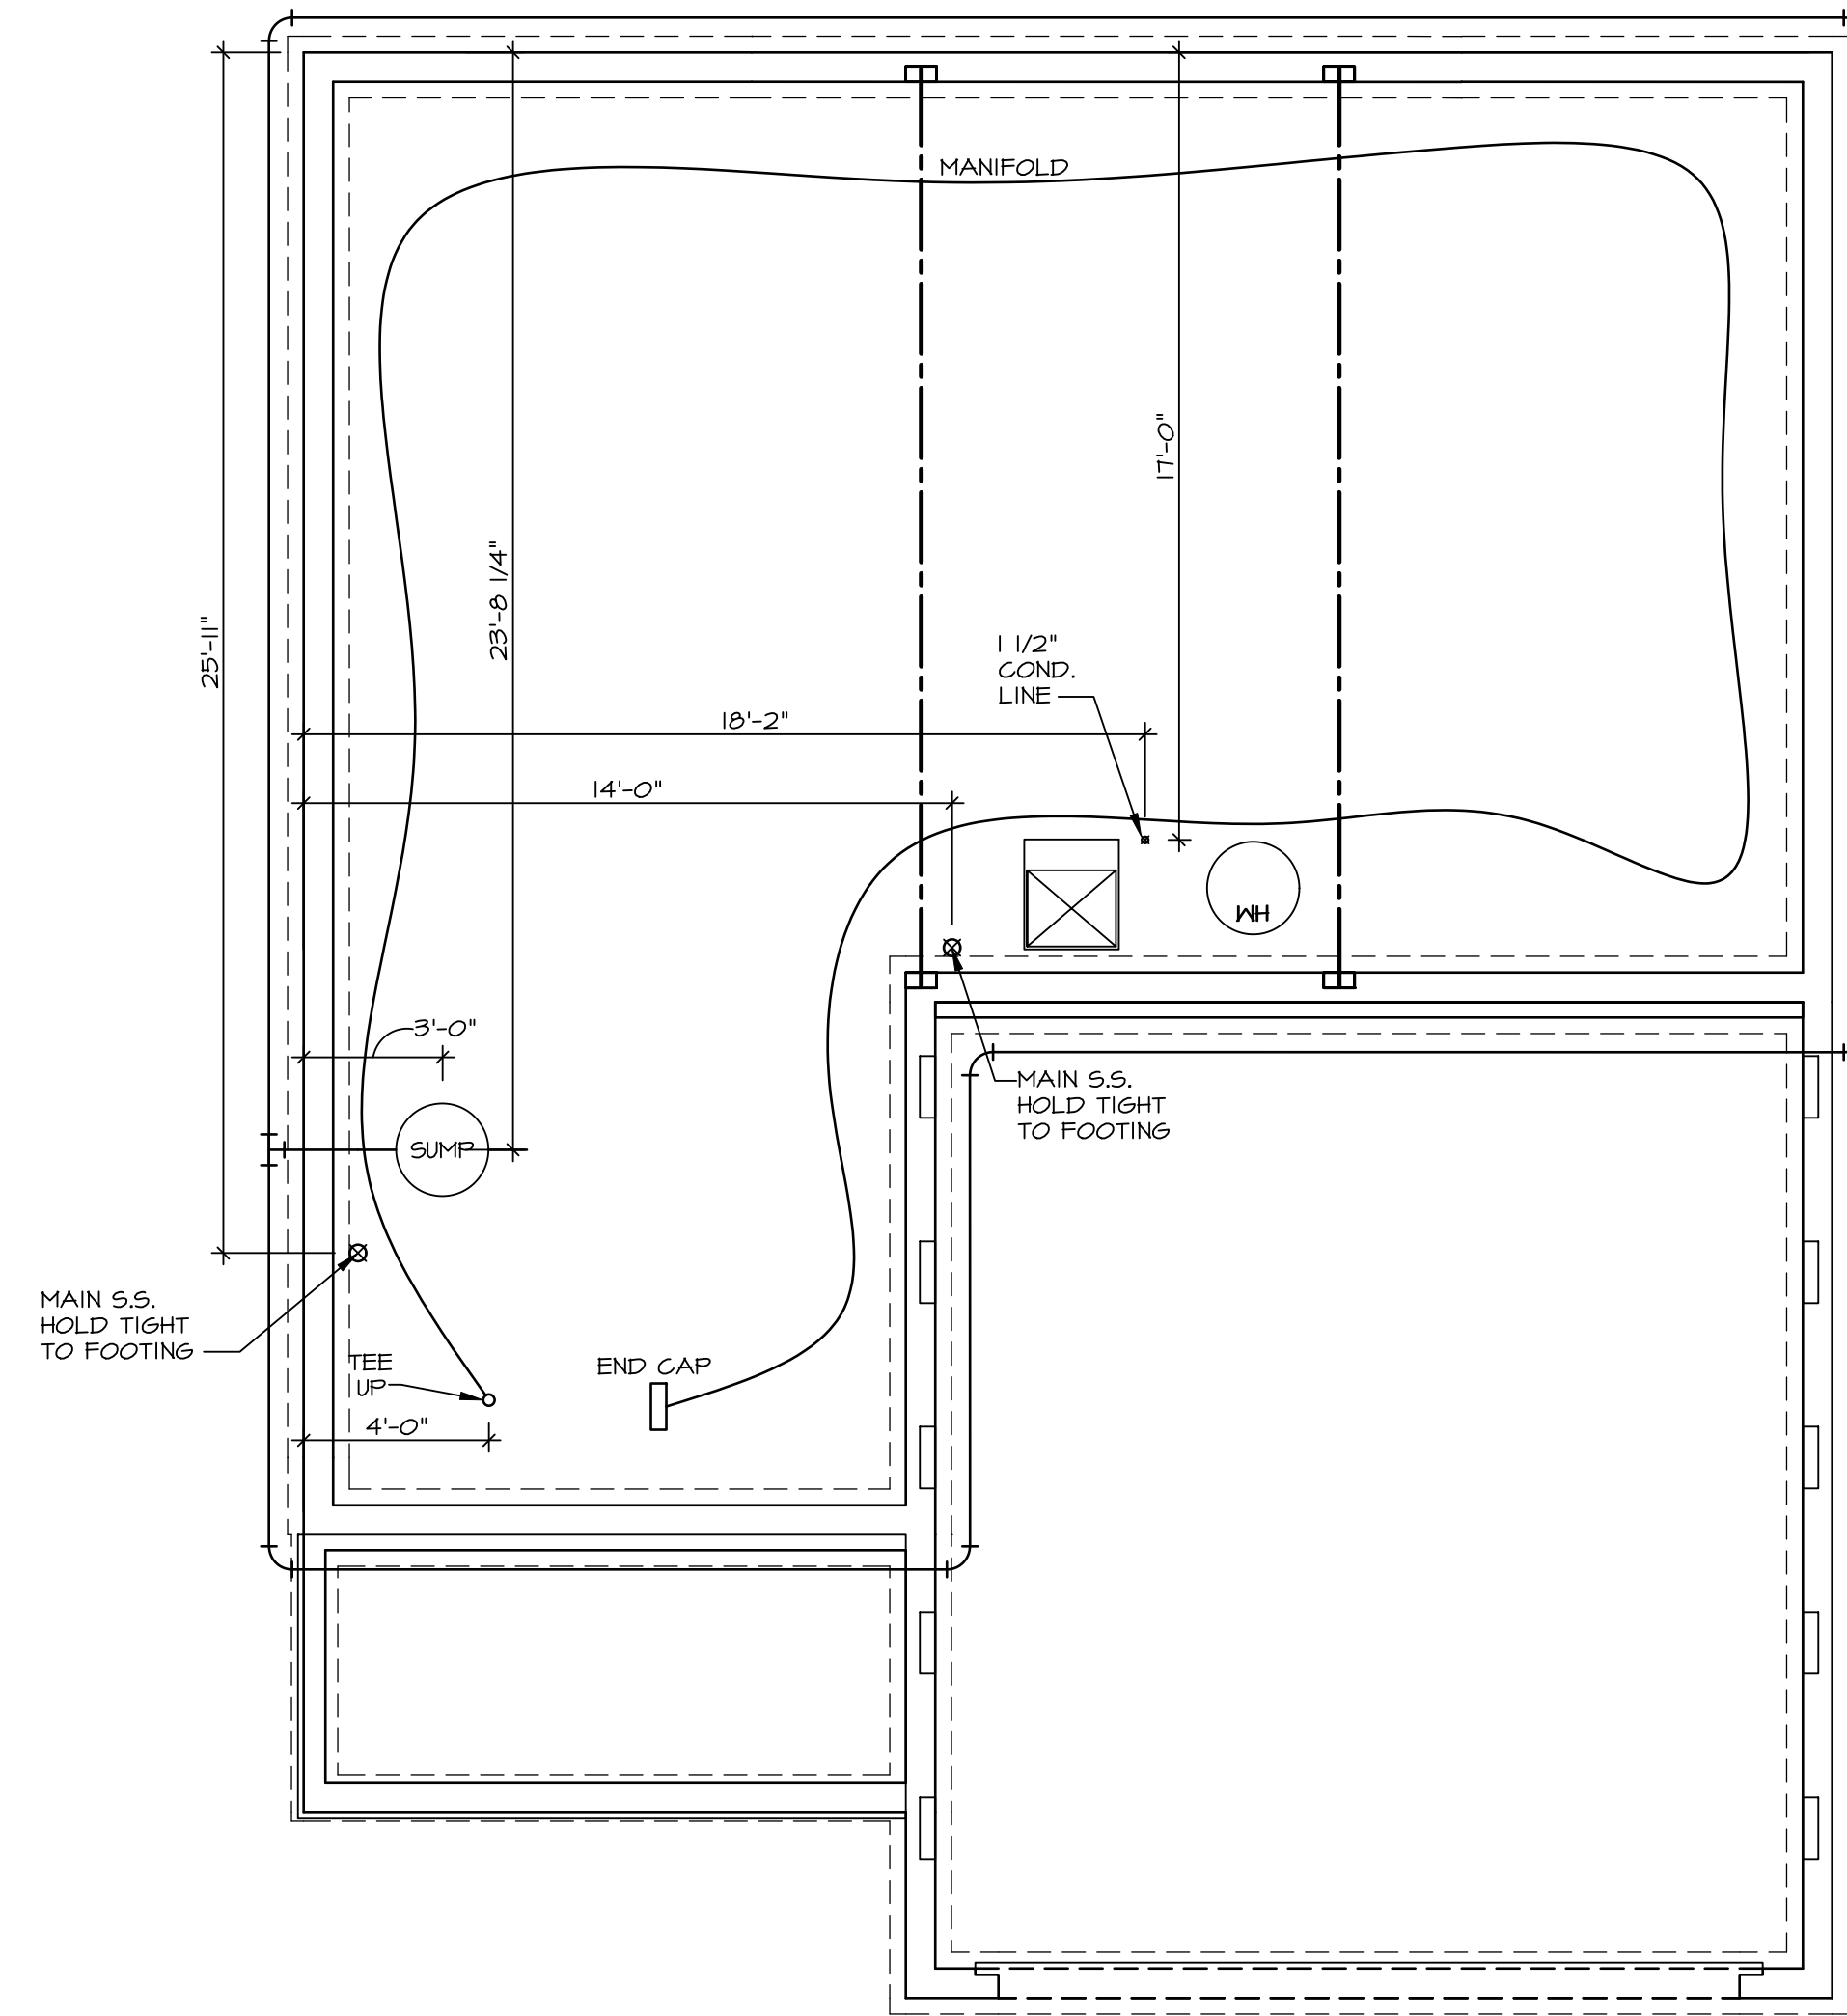 MANIFOLD
17'-0"
23'-8 1/4"
25'-11"
1 1/2"
COND.
LINE
18'-2"
14'-0"
WH
3'-0"
SUMP
MAIN S.S.
HOLD TIGHT
TO FOOTING
MAIN S.S.
HOLD TIGHT
TO FOOTING
TEE
UP
END CAP
4'-0"